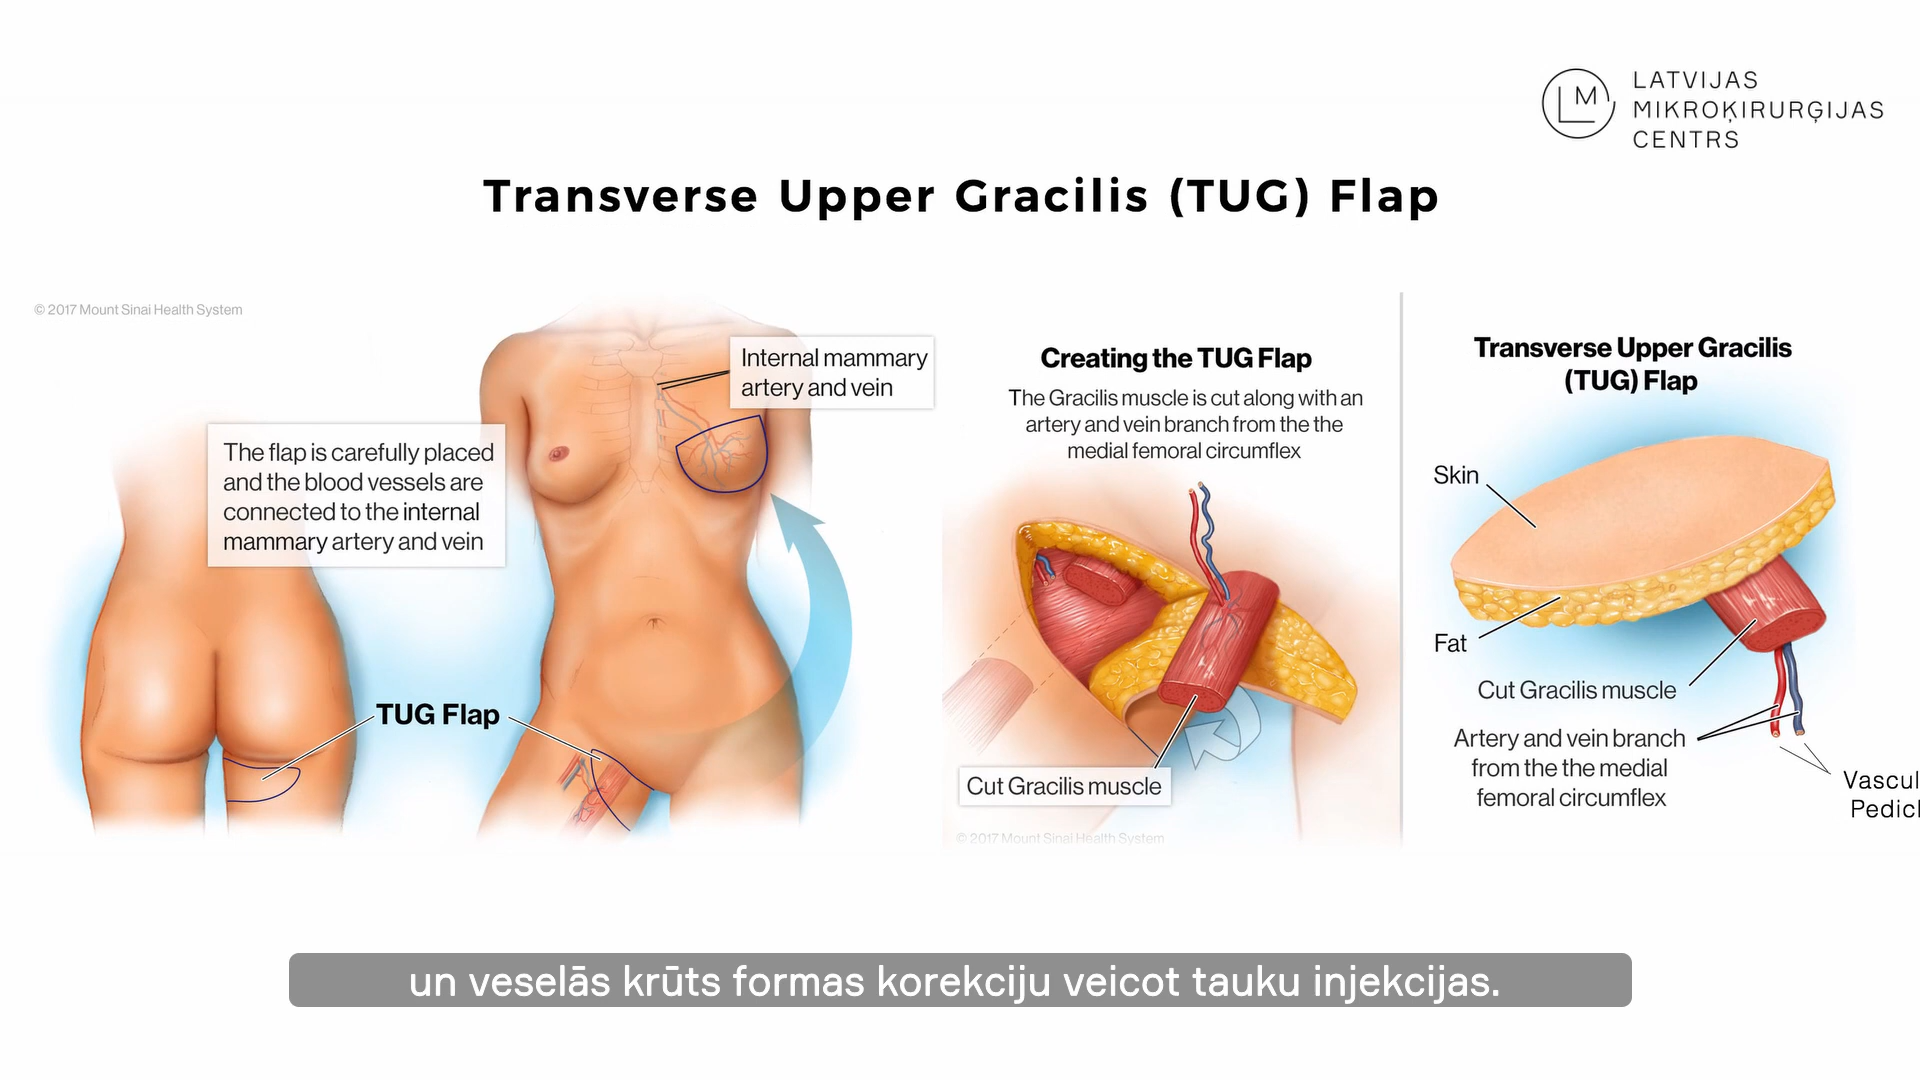 LATVIJAS
MIKROĶIRURĢIJAS
CENTRS
Transverse Upper Gracilis (TUG) Flap
© 2017 Mount Sinai Health System
The flap is carefully placed
and the blood vessels are
connected to the internal
mammary artery and vein
Internal mammary
artery and vein
TUG Flap
Creating the TUG Flap
The Gracilis muscle is cut along with an
artery and vein branch from the the
medial femoral circumflex
Cut Gracilis muscle
© 2017 Mount Sinai Health System
Transverse Upper Gracilis
(TUG) Flap
Skin
Fat
Cut Gracilis muscle
Artery and vein branch
from the the medial
femoral circumflex
un veselās krūts formas korekciju veicot tauku injekcijas.